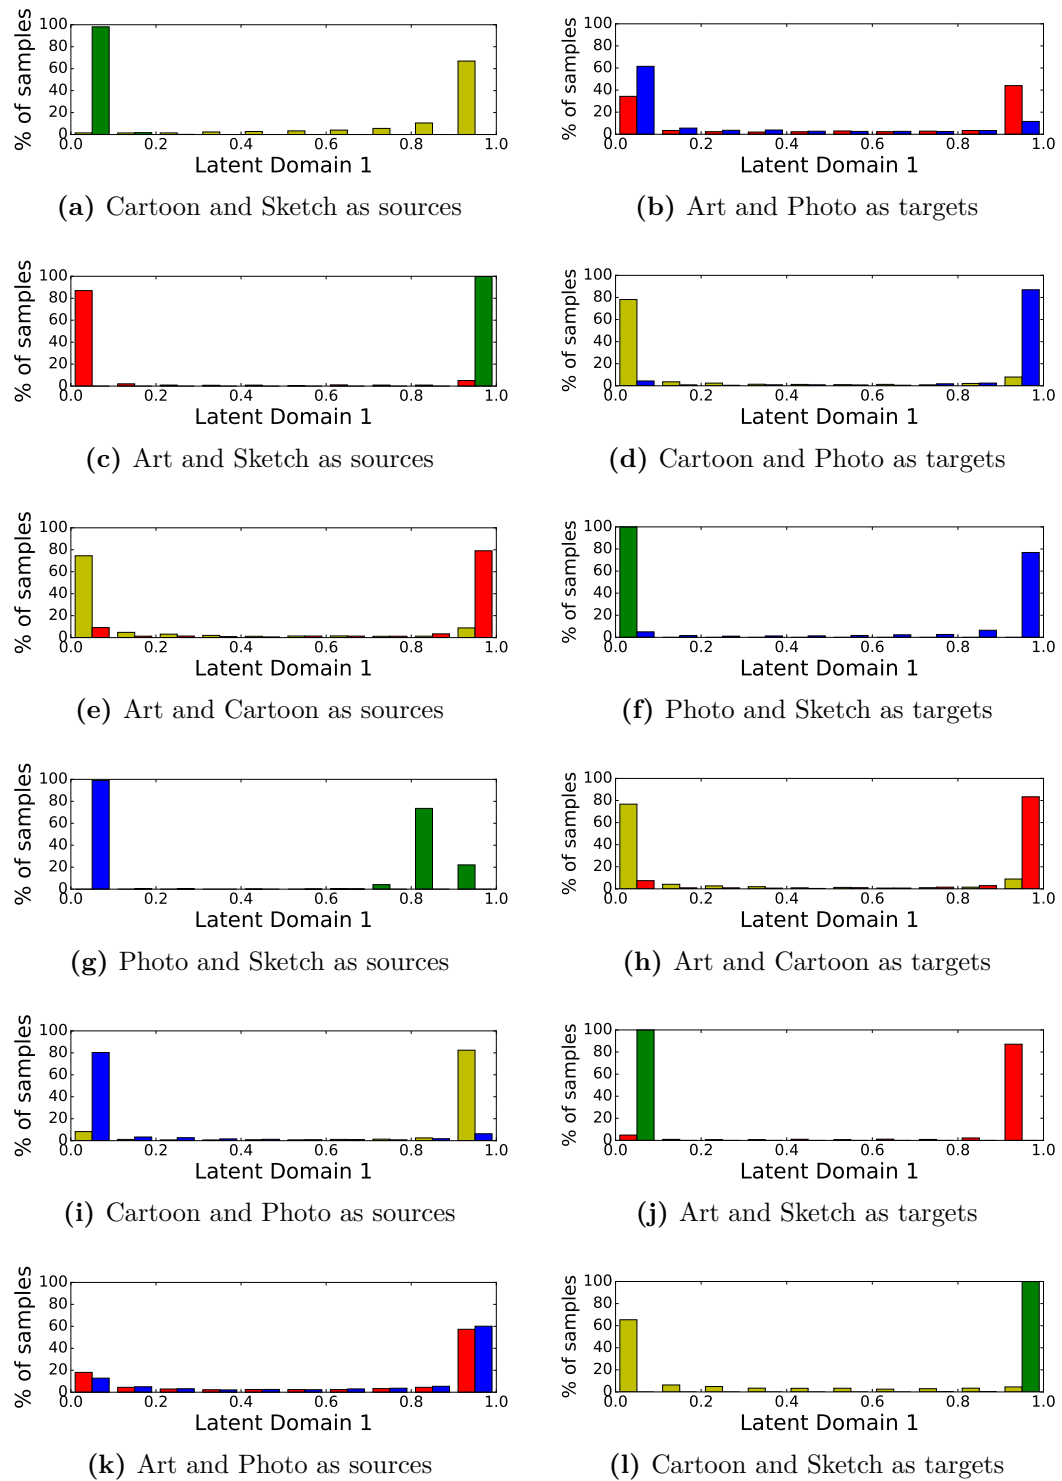 % of samples
100
80
60
40
20
0
0.0 0.2 0.4 0.6 0.8 1.0
Latent Domain 1
(a) Cartoon and Sketch as sources
% of samples
100
80
60
40
20
0
0.0 0.2 0.4 0.6 0.8 1.0
Latent Domain 1
(b) Art and Photo as targets
% of samples
100
80
60
40
20
0
0.0 0.2 0.4 0.6 0.8 1.0
Latent Domain 1
(c) Art and Sketch as sources
% of samples
100
80
60
40
20
0
0.0 0.2 0.4 0.6 0.8 1.0
Latent Domain 1
(d) Cartoon and Photo as targets
% of samples
100
80
60
40
20
0
0.0 0.2 0.4 0.6 0.8 1.0
Latent Domain 1
(e) Art and Cartoon as sources
% of samples
100
80
60
40
20
0
0.0 0.2 0.4 0.6 0.8 1.0
Latent Domain 1
(f) Photo and Sketch as targets
% of samples
100
80
60
40
20
0
0.0 0.2 0.4 0.6 0.8 1.0
Latent Domain 1
(g) Photo and Sketch as sources
% of samples
100
80
60
40
20
0
0.0 0.2 0.4 0.6 0.8 1.0
Latent Domain 1
(h) Art and Cartoon as targets
% of samples
100
80
60
40
20
0
0.0 0.2 0.4 0.6 0.8 1.0
Latent Domain 1
(i) Cartoon and Photo as sources
% of samples
100
80
60
40
20
0
0.0 0.2 0.4 0.6 0.8 1.0
Latent Domain 1
(j) Art and Sketch as targets
% of samples
100
80
60
40
20
0
0.0 0.2 0.4 0.6 0.8 1.0
Latent Domain 1
(k) Art and Photo as sources
% of samples
100
80
60
40
20
0
0.0 0.2 0.4 0.6 0.8 1.0
Latent Domain 1
(l) Cartoon and Sketch as targets